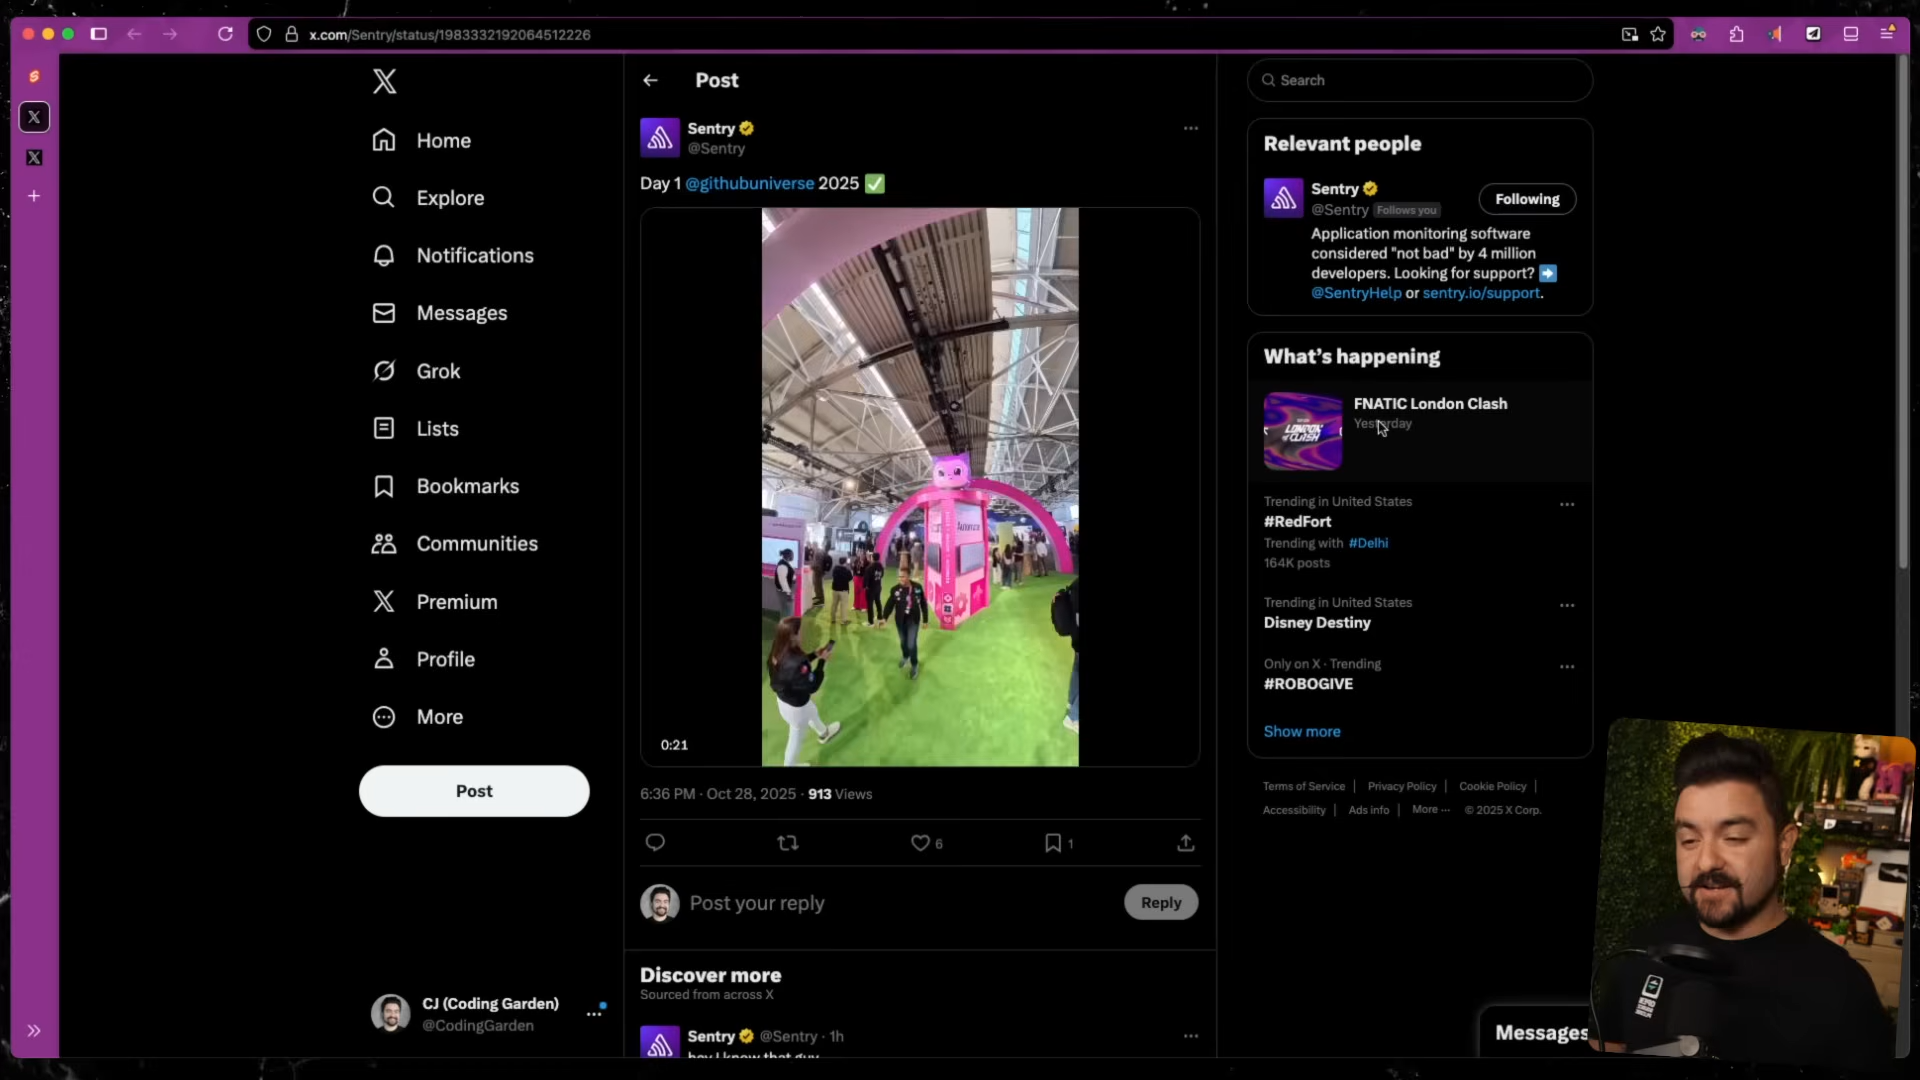 x.com/Sentry/status/1983332192064512226
Home
Explore
Notifications
Messages
Grok
Lists
Bookmarks
Communities
Premium
Profile
More
Post
CJ (Coding Garden)
@CodingGarden
Post
Sentry
@Sentry
Day 1 @githubuniverse 2025 ✅
0:21
6:36 PM · Oct 28, 2025 · 913 Views
6
1
Post your reply
Reply
Discover more
Sourced from across X
Sentry @Sentry · 1h
hey I know that guy
Search
Relevant people
Sentry
Following
@Sentry Follows you
Application monitoring software
considered "not bad" by 4 million
developers. Looking for support? ➡️
@SentryHelp or sentry.io/support.
What's happening
FNATIC London Clash
Yesterday
LONDON
CLASH
Trending in United States
#RedFort
Trending with #Delhi
164K posts
Trending in United States
Disney Destiny
Only on X · Trending
#ROBOGIVE
Show more
Terms of Service | Privacy Policy | Cookie Policy |
Accessibility | Ads info | More ··· © 2025 X Corp.
Messages